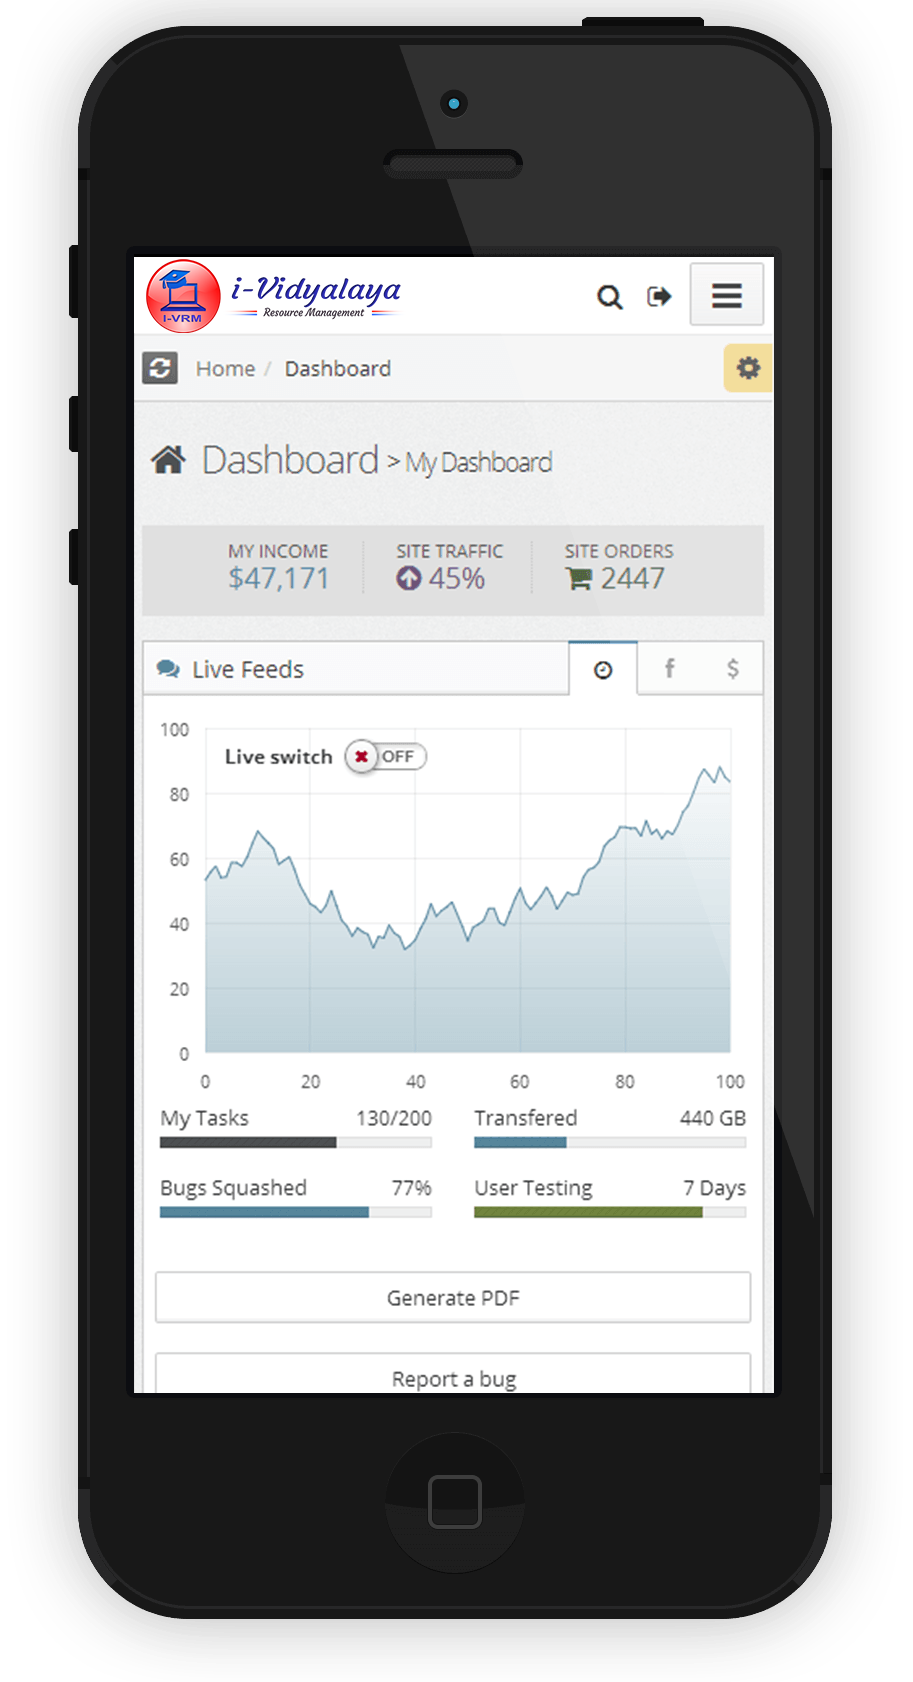 i-Vidyalaya
I-VRM
Resource Management
Home / Dashboard
Dashboard > My Dashboard
MY INCOME SITE TRAFFIC SITE ORDERS
$47,171 45% 2447
Live Feeds f $
Live switch OFF
100
80
60
40
20
0
0 20 40 60 80 100
My Tasks 130/200 Transfered 440 GB
Bugs Squashed 77% User Testing 7 Days
Generate PDF
Report a bug